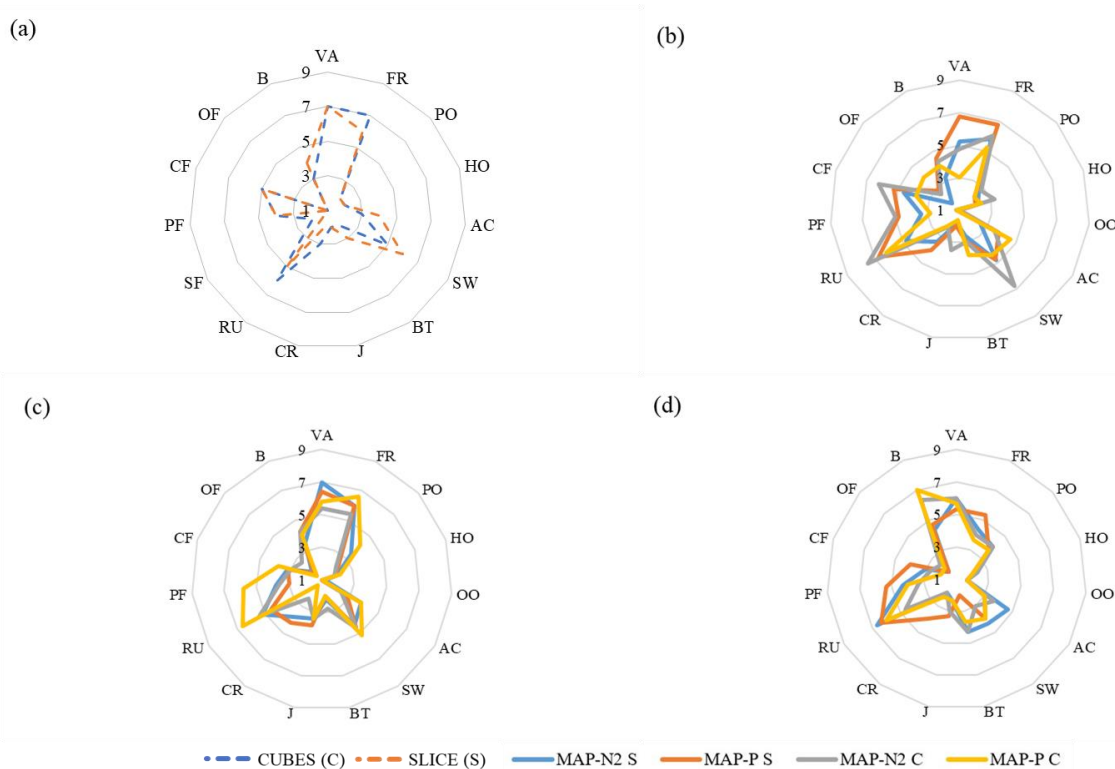 (a)
VA
FR
PO
HO
AC
SW
BT
J
CR
RU
SF
PF
CF
OF
B
9
7
5
3
1
(b)
VA
FR
PO
HO
OO
AC
SW
BT
J
CR
RU
PF
CF
OF
B
9
7
5
3
1
(c)
VA
FR
PO
HO
OO
AC
SW
BT
J
CR
RU
PF
CF
OF
B
9
7
5
3
1
(d)
VA
FR
PO
HO
OO
AC
SW
BT
J
CR
RU
PF
CF
OF
B
9
7
5
3
1
CUBES (C) SLICE (S) MAP-N2 S MAP-P S MAP-N2 C MAP-P C